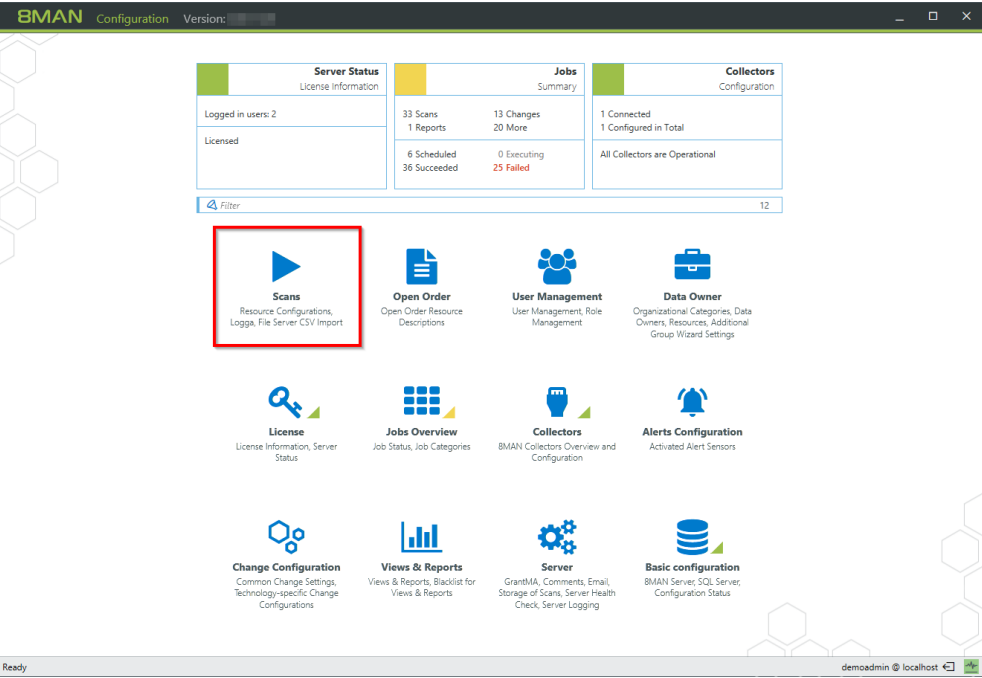 8MAN Configuration Version:
Server Status
License Information
Logged in users: 2
Licensed
Jobs
Summary
33 Scans 13 Changes
1 Reports 20 More
6 Scheduled 0 Executing
36 Succeeded 25 Failed
Collectors
Configuration
1 Connected
1 Configured in Total
All Collectors are Operational
Filter 12
Scans
Resource Configurations,
Logga, File Server CSV Import
Open Order
Open Order Resource
Descriptions
User Management
User Management, Role
Management
Data Owner
Organizational Categories, Data
Owners, Resources, Additional
Group Wizard Settings
License
License Information, Server
Status
Jobs Overview
Job Status, Job Categories
Collectors
8MAN Collectors Overview and
Configuration
Alerts Configuration
Activated Alert Sensors
Change Configuration
Common Change Settings,
Technology-specific Change
Configurations
Views & Reports
Views & Reports, Blacklist for
Views & Reports
Server
GrantMA, Comments, Email,
Storage of Scans, Server Health
Check, Server Logging
Basic configuration
8MAN Server, SQL Server,
Configuration Status
Ready demoadmin @ localhost